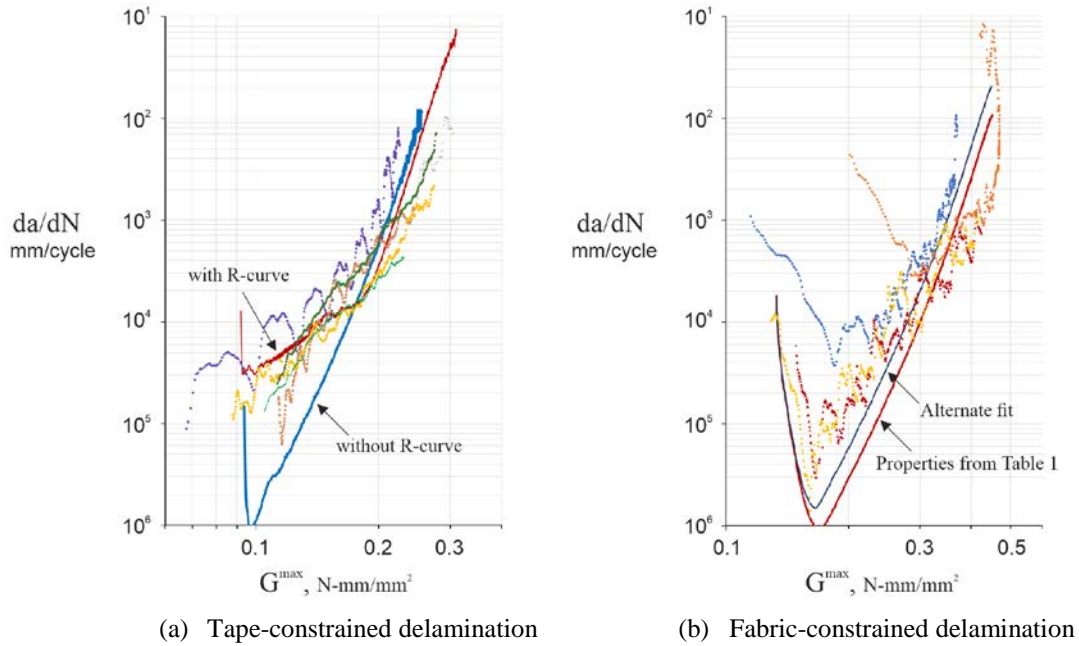 10¹
10²
10³
10⁴
10⁵
10⁶
da/dN
mm/cycle
with R-curve
without R-curve
0.1
0.2
0.3
Gᵐᵃˣ, N-mm/mm²
(a) Tape-constrained delamination
10¹
10²
10³
10⁴
10⁵
10⁶
da/dN
mm/cycle
Alternate fit
Properties from Table 1
0.1
0.2
0.3
0.5
Gᵐᵃˣ, N-mm/mm²
(b) Fabric-constrained delamination